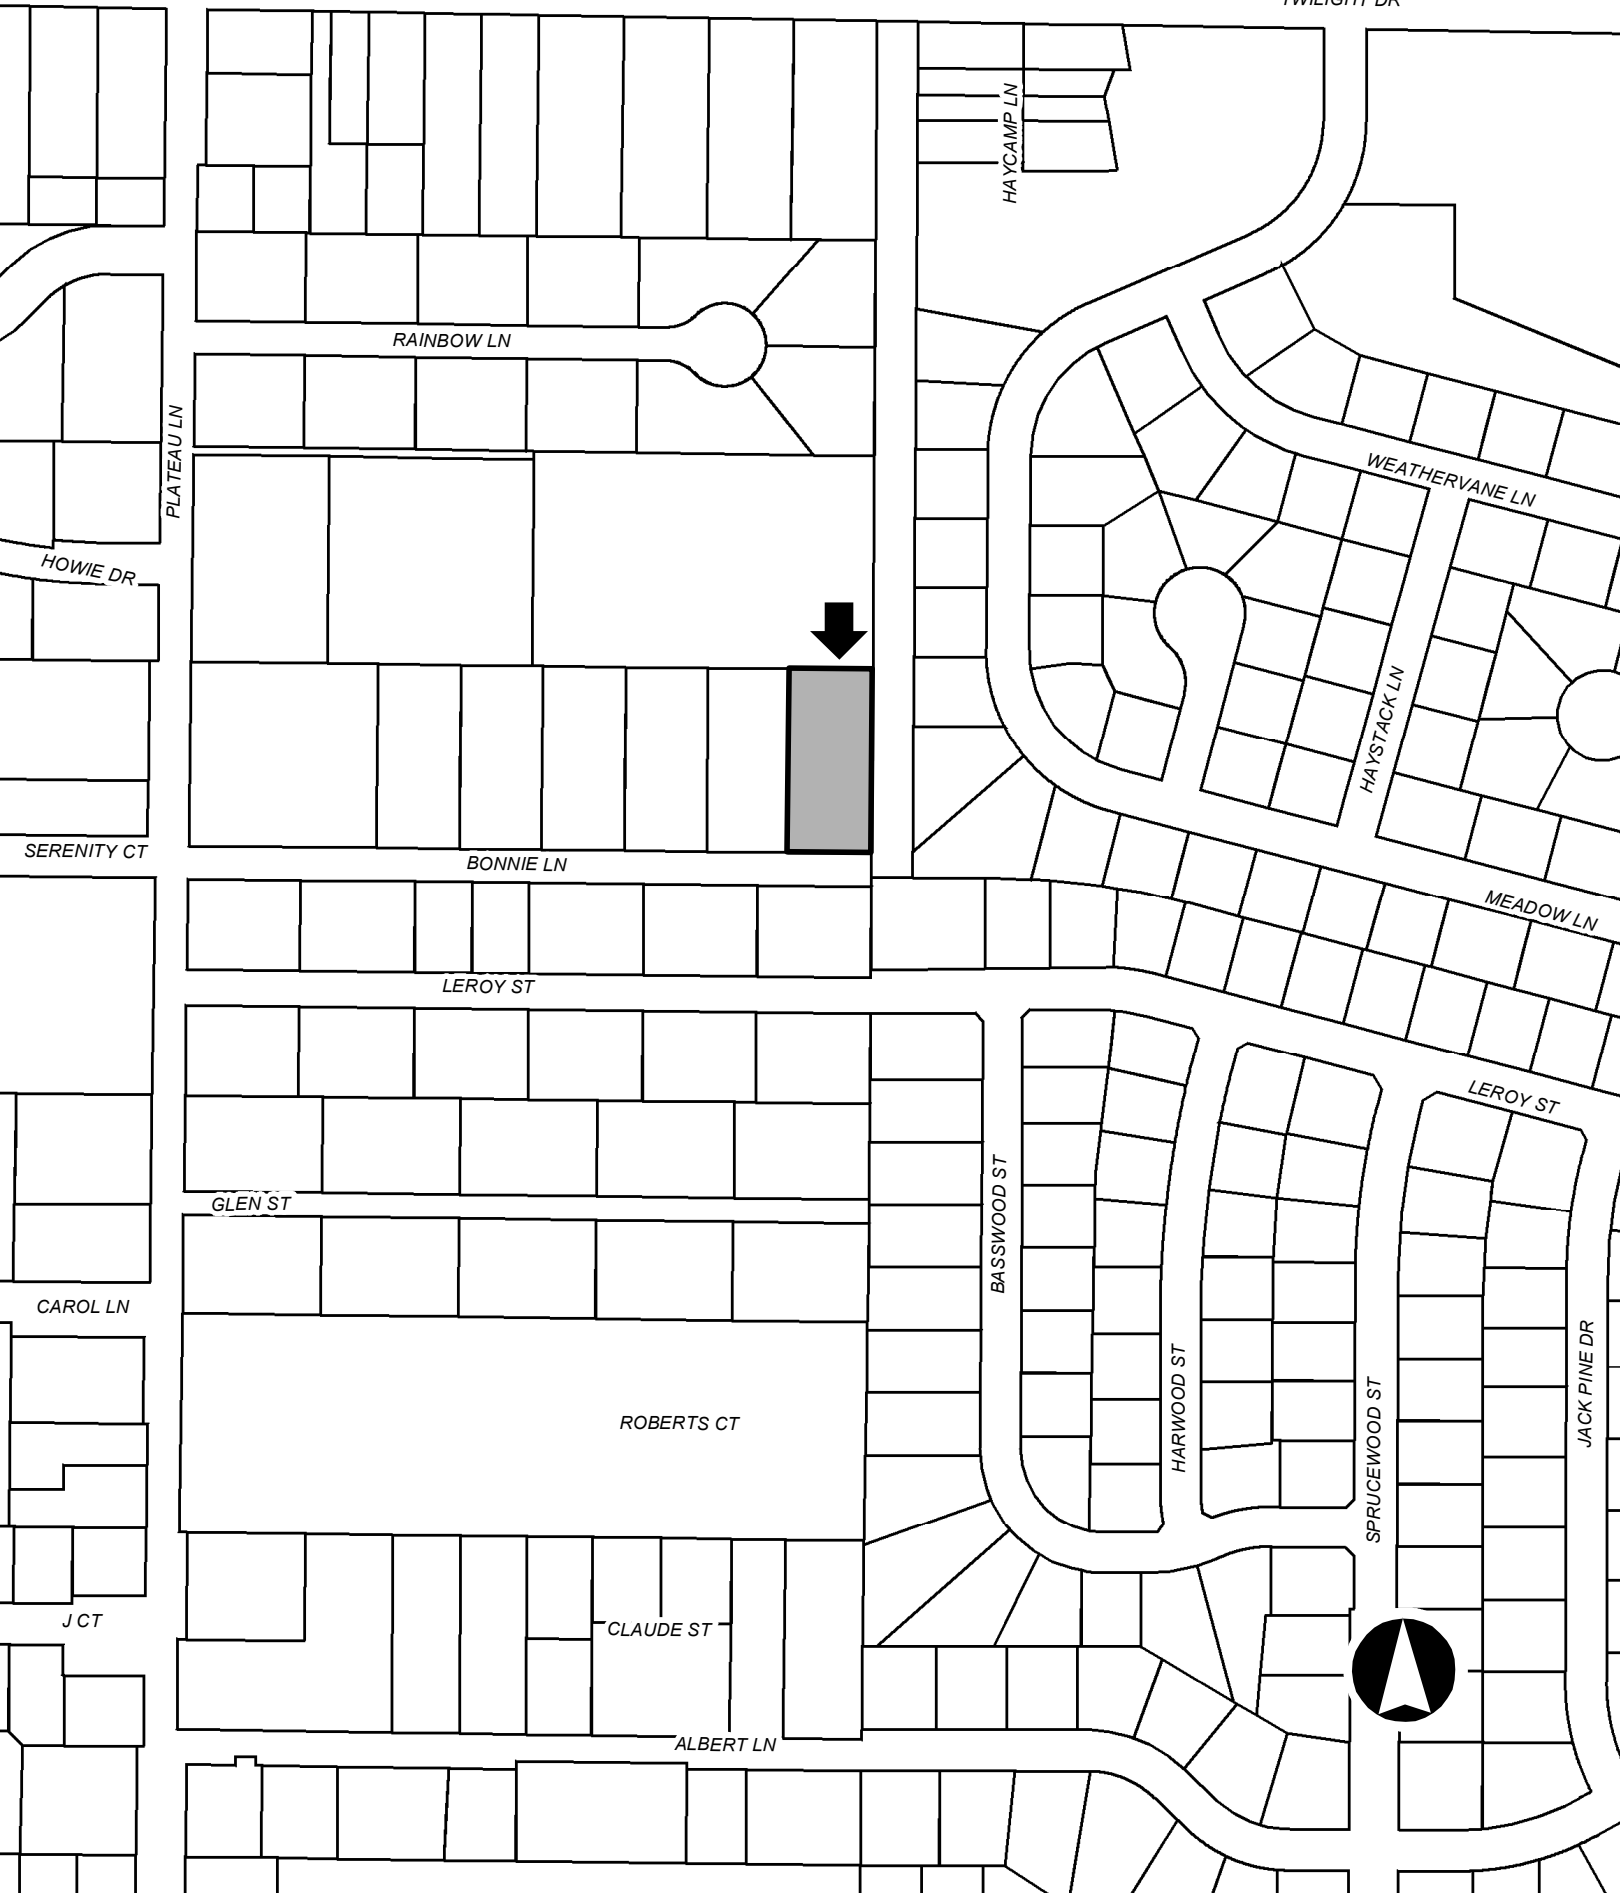 TWILIGHT DR
HAYCAMP LN
RAINBOW LN
PLATEAU LN
WEATHERVANE LN
HOWIE DR
HAYSTACK LN
SERENITY CT
BONNIE LN
MEADOW LN
LEROY ST
LEROY ST
BASSWOOD ST
GLEN ST
CAROL LN
HARWOOD ST
JACK PINE DR
SPRUCEWOOD ST
ROBERTS CT
J CT
CLAUDE ST
ALBERT LN